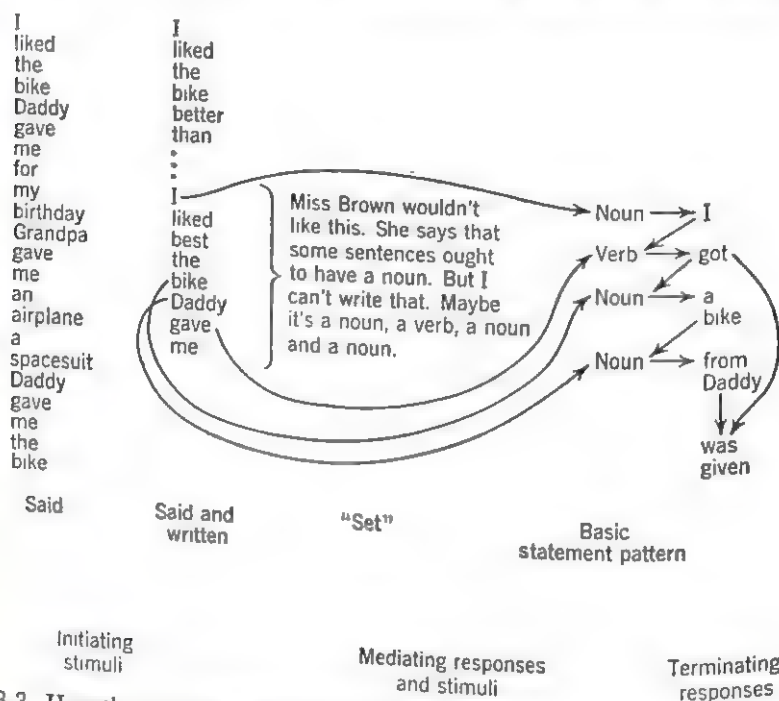 I
liked
the
bike
Daddy
gave
me
for
my
birthday
Grandpa
gave
me
an
airplane
a
spacesuit
Daddy
gave
me
the
bike
Said
I
liked
the
bike
better
than
I
liked
best
the
bike
Daddy
gave
me
Said and
written
Miss Brown wouldn't
like this. She says that
some sentences ought
to have a noun. But I
can't write that. Maybe
it's a noun, a verb, a noun
and a noun.
"Set"
Noun
Verb
Noun
Noun
Basic
statement pattern
I
got
a
bike
from
Daddy
was
given
Initiating
stimuli
Mediating responses
and stimuli
Terminating
responses